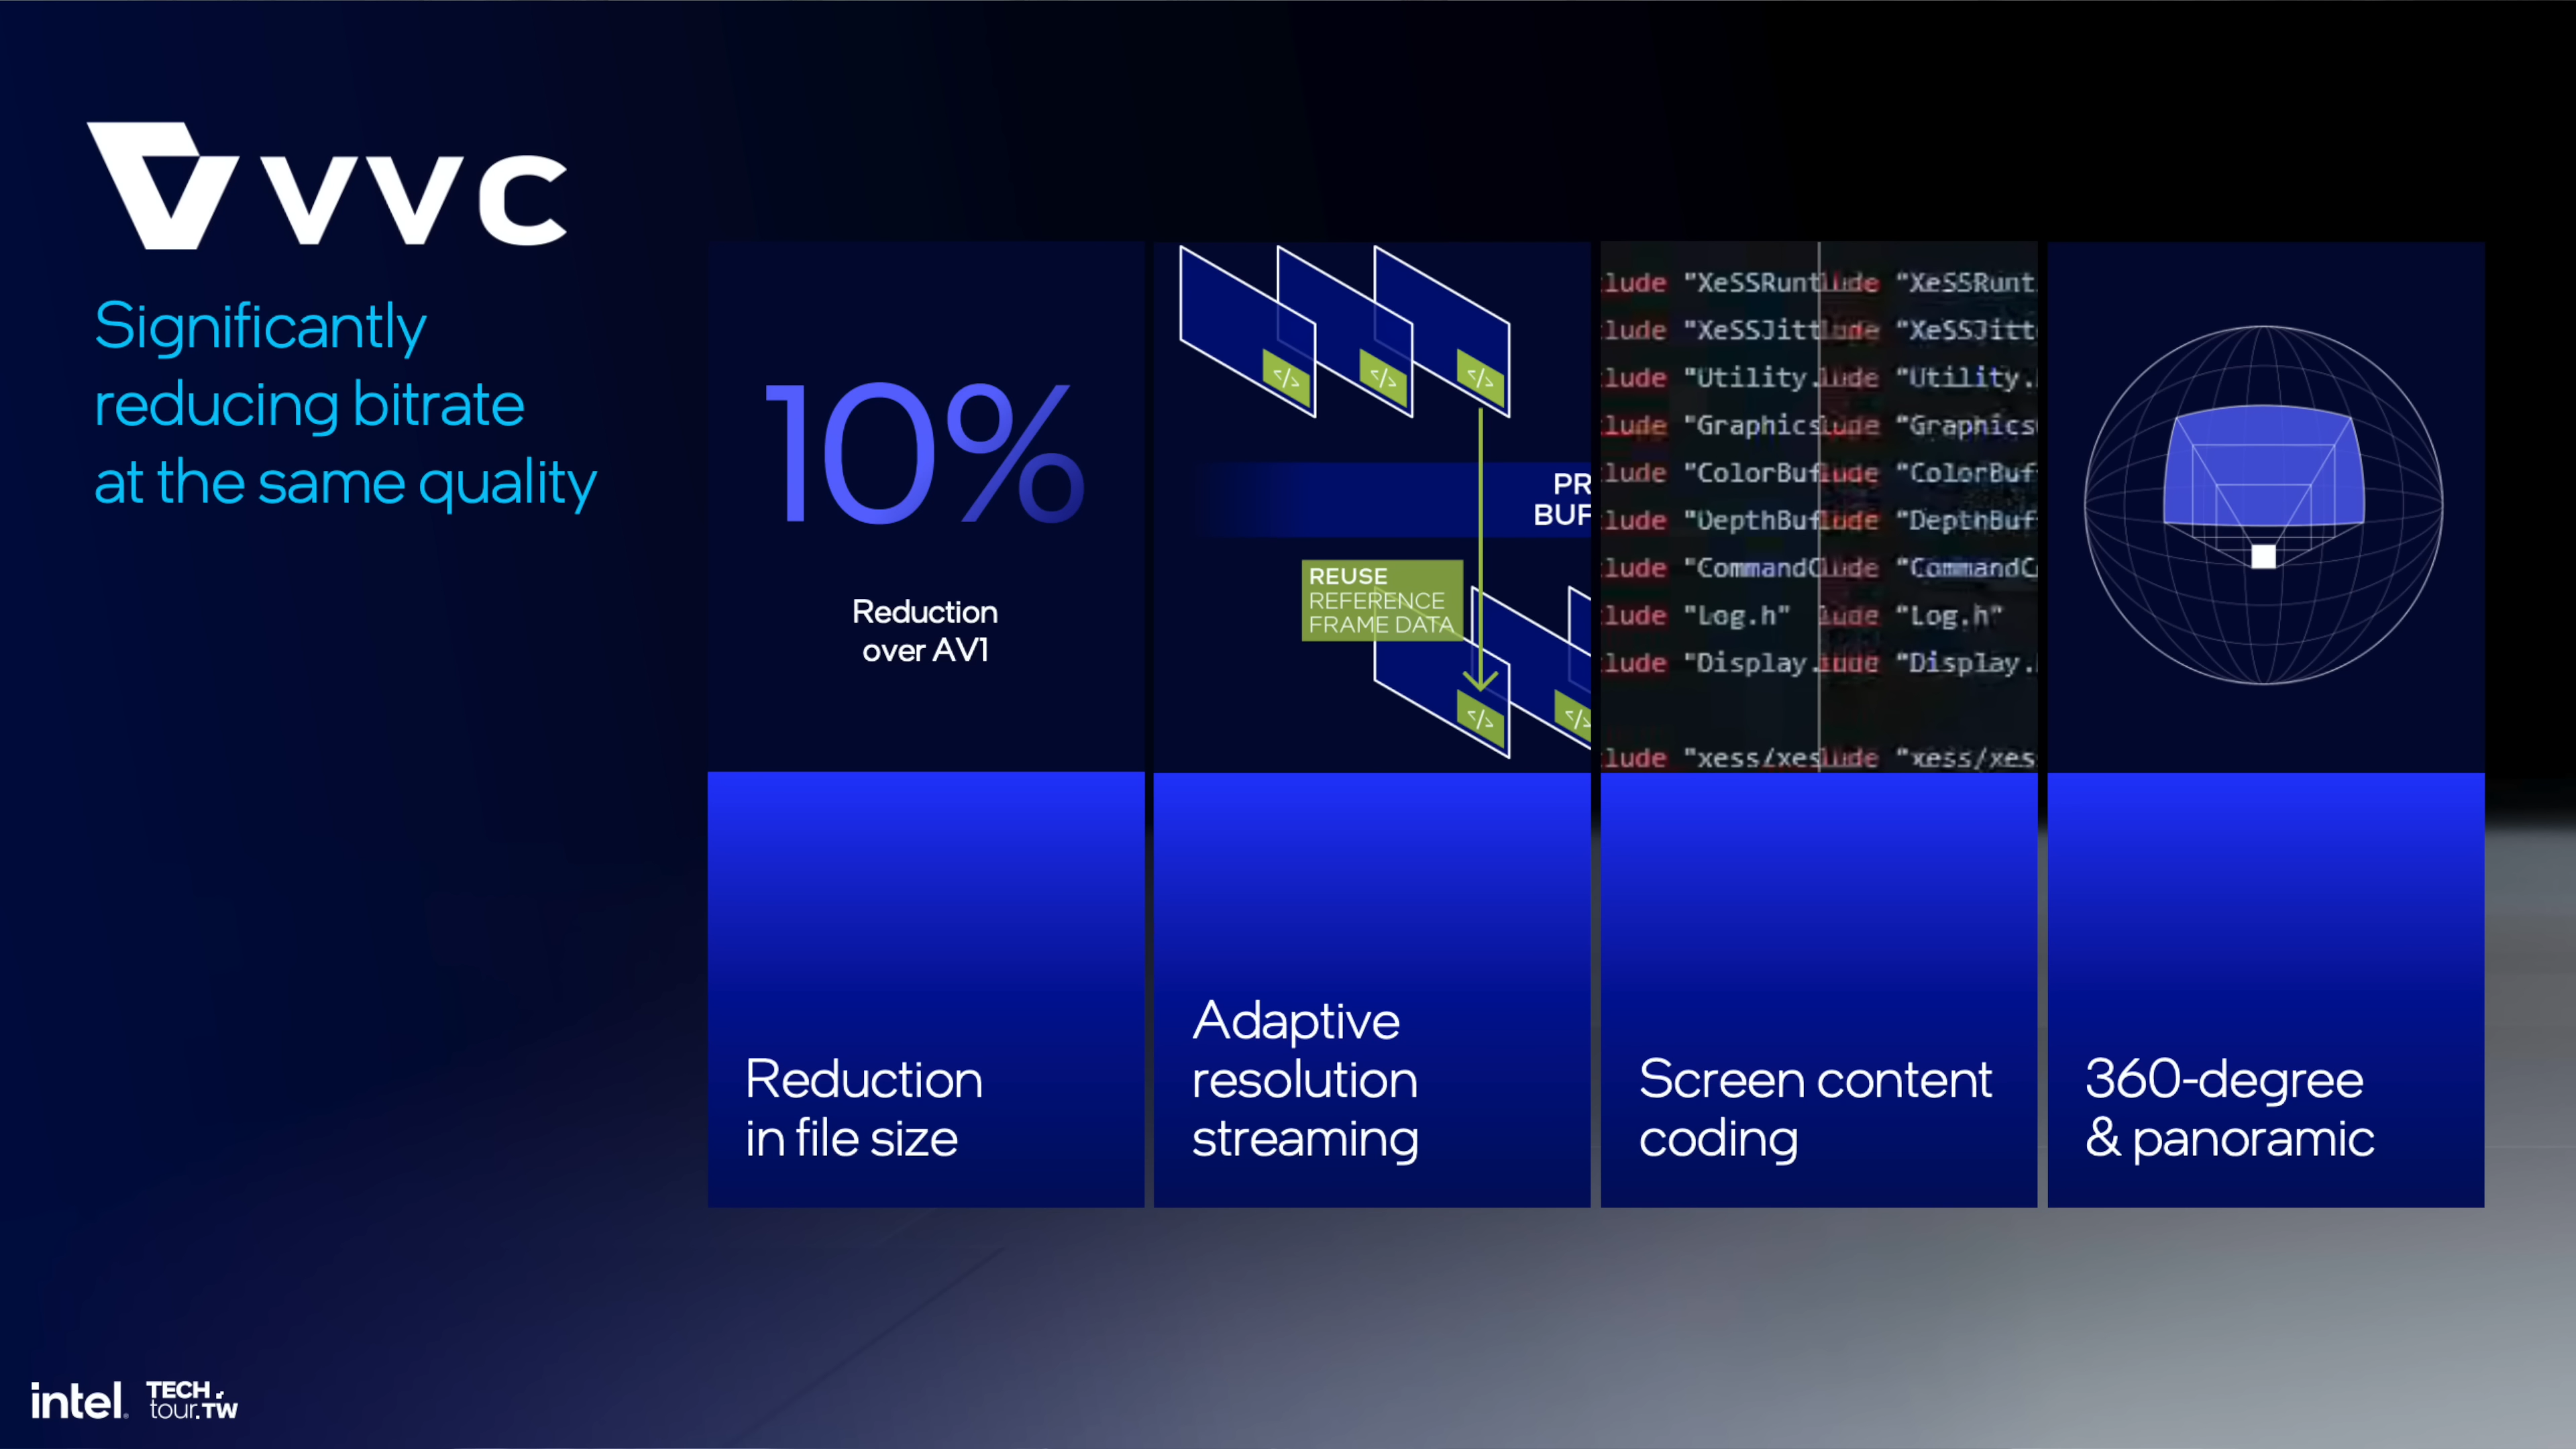 VVC
Significantly
reducing bitrate
at the same quality
10%
Reduction
over AV1
Reduction
in file size
</>
</>
</>
PR
BUF
REUSE
REFERENCE
FRAME DATA
</>
</>
Adaptive
resolution
streaming
lude "XeSSRunt lude "XeSSRunt
lude "XeSSJitt lude "XeSSJitt
lude "Utility. lude "Utility.
lude "Graphics lude "Graphics
lude "ColorBuf lude "ColorBuf
lude "DepthBuf lude "DepthBuf
lude "CommandC lude "CommandC
lude "Log.h" lude "Log.h"
lude "Display. lude "Display.
lude "xess/xes lude "xess/xes
Screen content
coding
360-degree
& panoramic
intel. TECH
tour.TW